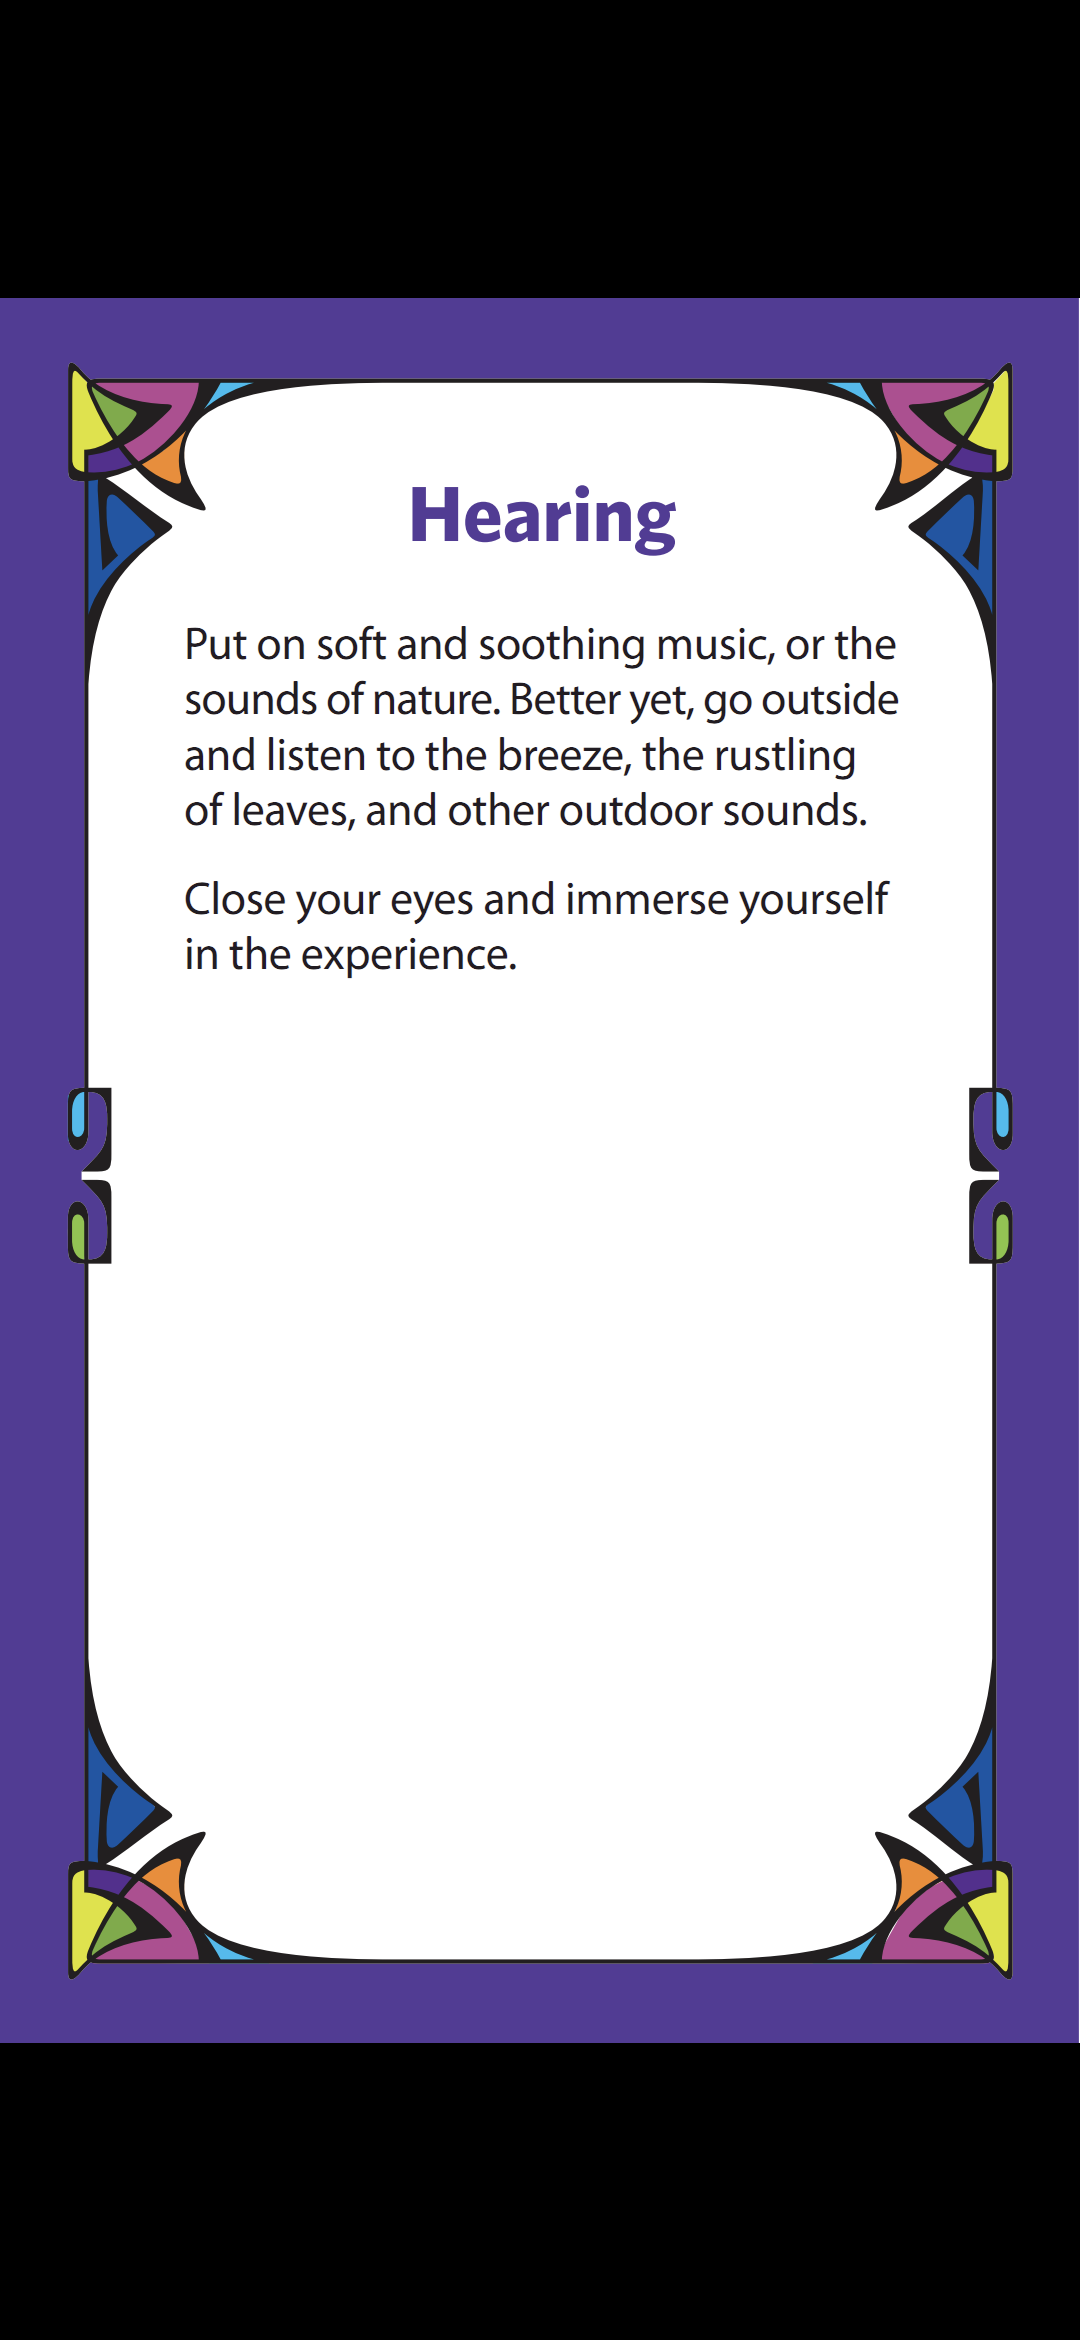 Hearing
Put on soft and soothing music, or the
sounds of nature. Better yet, go outside
and listen to the breeze, the rustling
of leaves, and other outdoor sounds.
Close your eyes and immerse yourself
in the experience.